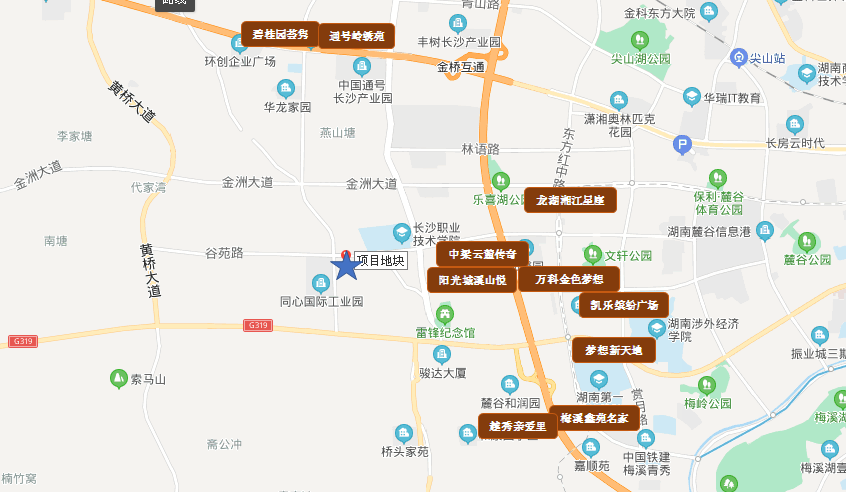 路线
青山路
金科东方大院
碧桂园荟隽
通号岭绣苑
丰树长沙产业园
尖山湖公园
尖山站
环创企业广场
金桥互通
中国通号
长沙产业园
湖南商
技术学
华瑞IT教育
黄桥大道
华龙家园
潇湘奥林匹克
花园
燕山塘
李家塘
东方红中路
长房云时代
林语路
金洲大道
代家湾
金洲大道
金洲大道
乐喜湖公园
龙湖湘江星座
保利·麓谷
体育公园
长沙职业
技术学院
湖南麓谷信息港
南塘
谷苑路
中梁云麓传奇
文轩公园
麓谷公园
项目地块
黄桥大道
阳光城溪山悦
万科金色梦想
同心国际工业园
凯乐缤纷广场
G319
G319
雷锋纪念馆
湖南涉外经济
学院
梦想新天地
振业城三期
骏达大厦
索马山
麓谷和润园
湖南第一
赏月路
梅岭公园
梅溪湖
越秀亲爱里
梅溪鑫苑名家
斋公冲
桥头家苑
嘉顺苑
中国铁建
梅溪青秀
梅溪湖壹
楠竹窝